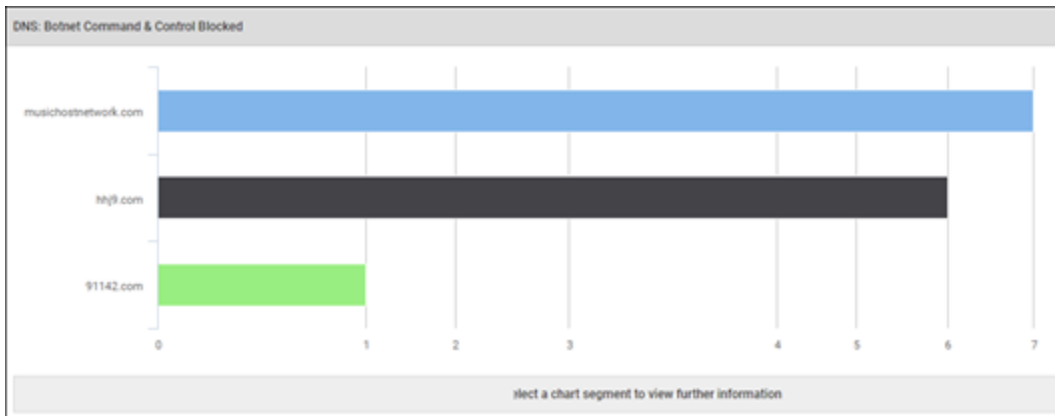 DNS: Botnet Command & Control Blocked
musichostnetwork.com
hhj9.com
91142.com
0 1 2 3 4 5 6 7
elect a chart segment to view further information